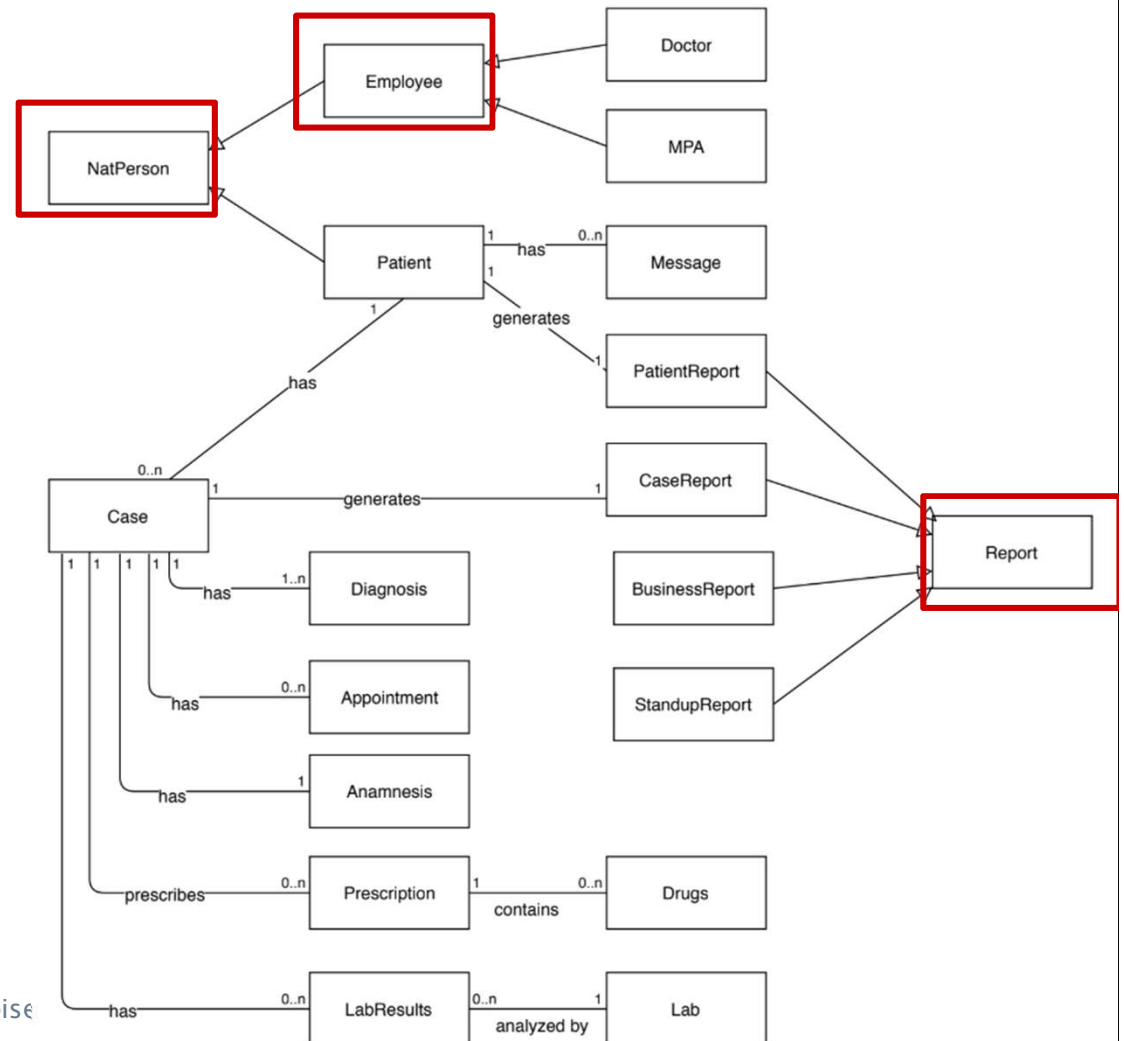 Doctor
Employee
MPA
NatPerson
Patient
1 has 0..n
Message
1
generates
1
PatientReport
1
has
0..n
Case
1 generates 1
CaseReport
Report
1 1 1 1 1
has 1..n
Diagnosis
BusinessReport
has 0..n
Appointment
StandupReport
has 1
Anamnesis
prescribes 0..n
Prescription
1 contains 0..n
Drugs
has 0..n
LabResults
0..n analyzed by 1
Lab